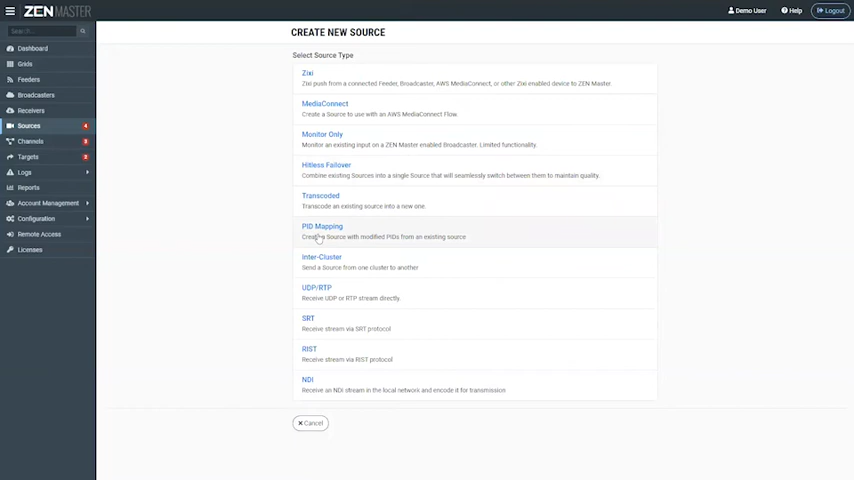 ZEN MASTER
Demo User
Help
Logout
Search...
Dashboard
Grids
Feeders
Broadcasters
Receivers
Sources 4
Channels 3
Targets 2
Logs
Reports
Account Management
Configuration
Remote Access
Licenses
CREATE NEW SOURCE
Select Source Type
Zixi
Zixi push from a connected Feeder, Broadcaster, AWS MediaConnect, or other Zixi enabled device to ZEN Master.
MediaConnect
Create a Source to use with an AWS MediaConnect Flow.
Monitor Only
Monitor an existing input on a ZEN Master enabled Broadcaster. Limited functionality.
Hitless Failover
Combine existing Sources into a single Source that will seamlessly switch between them to maintain quality.
Transcoded
Transcode an existing source into a new one.
PID Mapping
Create a Source with modified PIDs from an existing source
Inter-Cluster
Send a Source from one cluster to another
UDP/RTP
Receive UDP or RTP stream directly.
SRT
Receive stream via SRT protocol
RIST
Receive stream via RIST protocol
NDI
Receive an NDI stream in the local network and encode it for transmission
Cancel